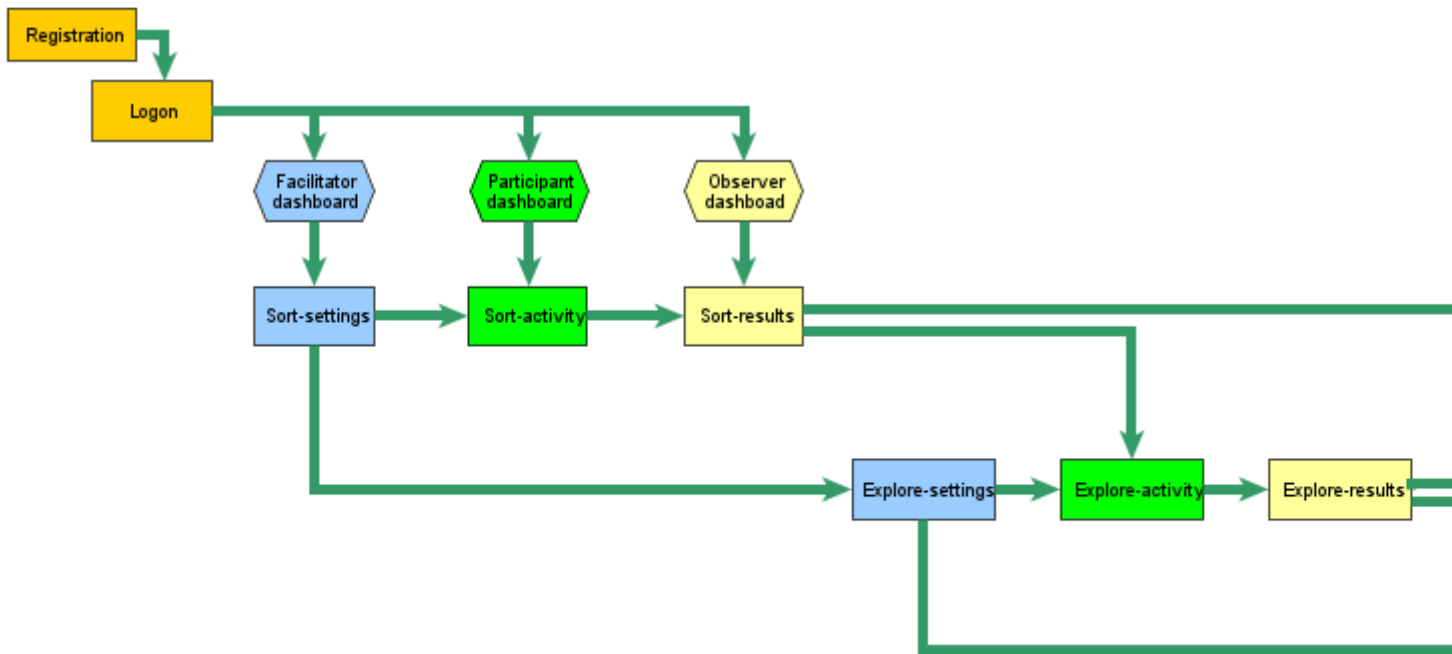 Registration
Logon
Facilitator
dashboard
Participant
dashboard
Observer
dashboad
Sort-settings
Sort-activity
Sort-results
Explore-settings
Explore-activity
Explore-results